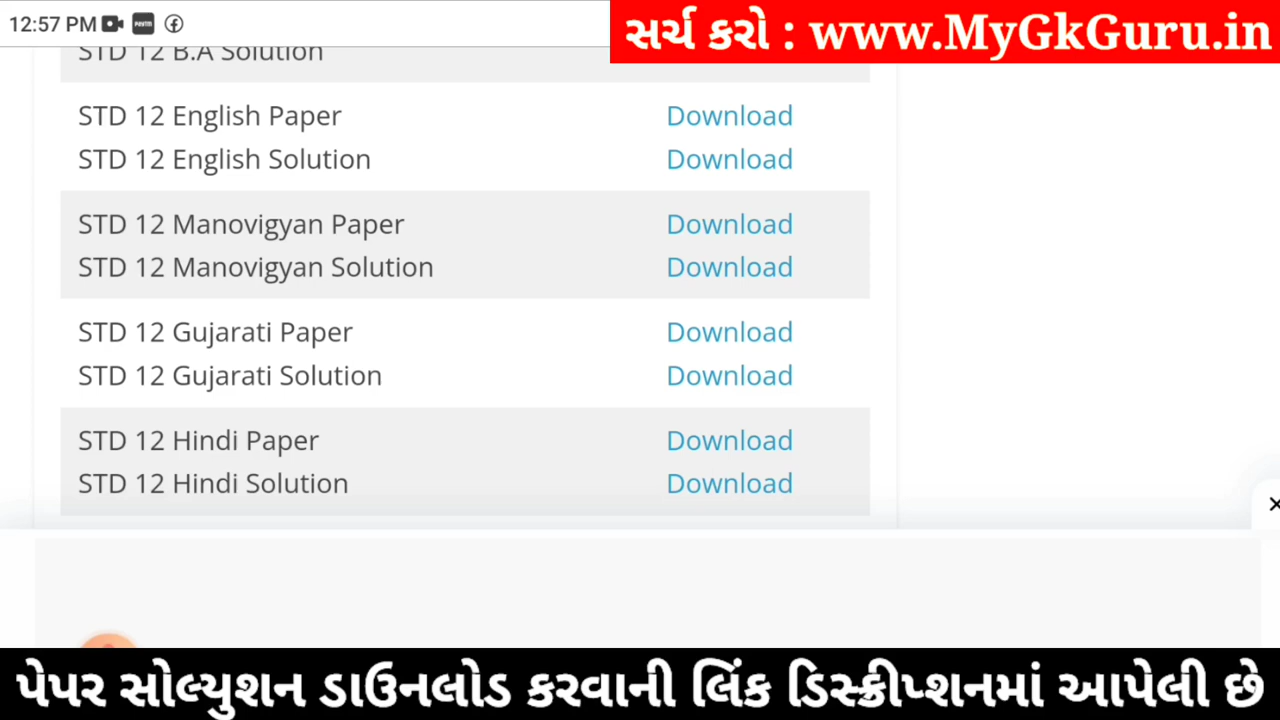 12:57 PM
સર્ચ કરો : www.MyGkGuru.in
STD 12 B.A Solution
STD 12 English Paper Download
STD 12 English Solution Download
STD 12 Manovigyan Paper Download
STD 12 Manovigyan Solution Download
STD 12 Gujarati Paper Download
STD 12 Gujarati Solution Download
STD 12 Hindi Paper Download
STD 12 Hindi Solution Download
પેપર સોલ્યુશન ડાઉનલોડ કરવાની લિંક ડિસ્ક્રીપ્શનમાં આપેલી છે